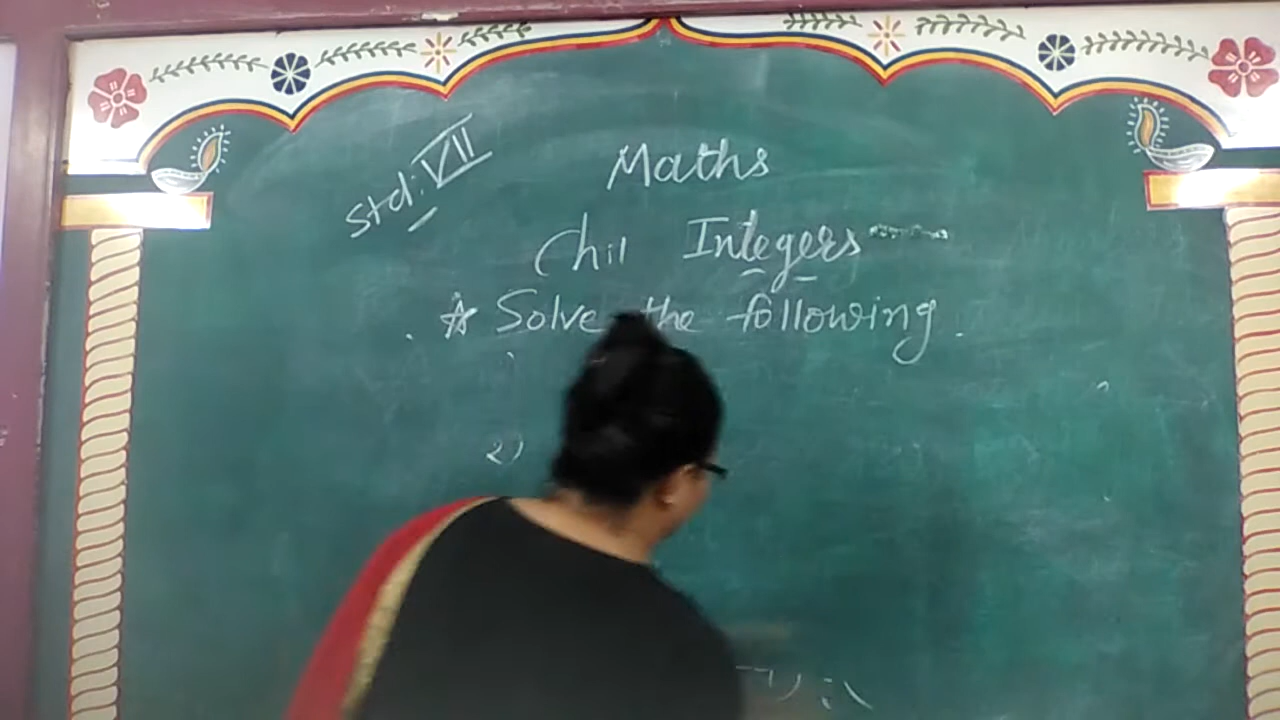 Std: VII
Maths
Ch:1 Integers
☆ Solve the following.
2)